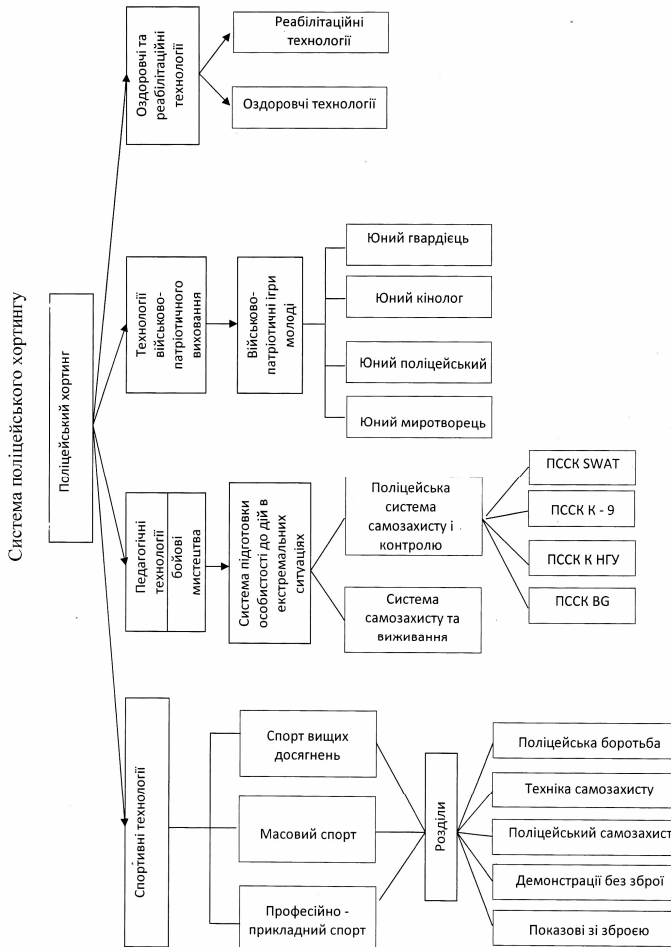 Система поліцейського хортингу
Поліцейський хортинг
Спортивні технології
Педагогічні
технології
бойові
мистецтва
Технології
військово-
патріотичного
виховання
Оздоровчі та
реабілітаційні
технології
Спорт вищих
досягнень
Масовий спорт
Професійно -
прикладний спорт
Розділи
Поліцейська боротьба
Техніка самозахисту
Поліцейський самозахист
Демонстрації без зброї
Показові зі зброєю
Система підготовки
особистості до дій в
екстремальних
ситуаціях
Поліцейська
система
самозахисту і
контролю
Система
самозахисту та
виживання
ПССК SWAT
ПССК К - 9
ПССК К НГУ
ПССК BG
Військово-
патріотичні ігри
молоді
Юний гвардієць
Юний кінолог
Юний поліцейський
Юний миротворець
Реабілітаційні
технології
Оздоровчі технології